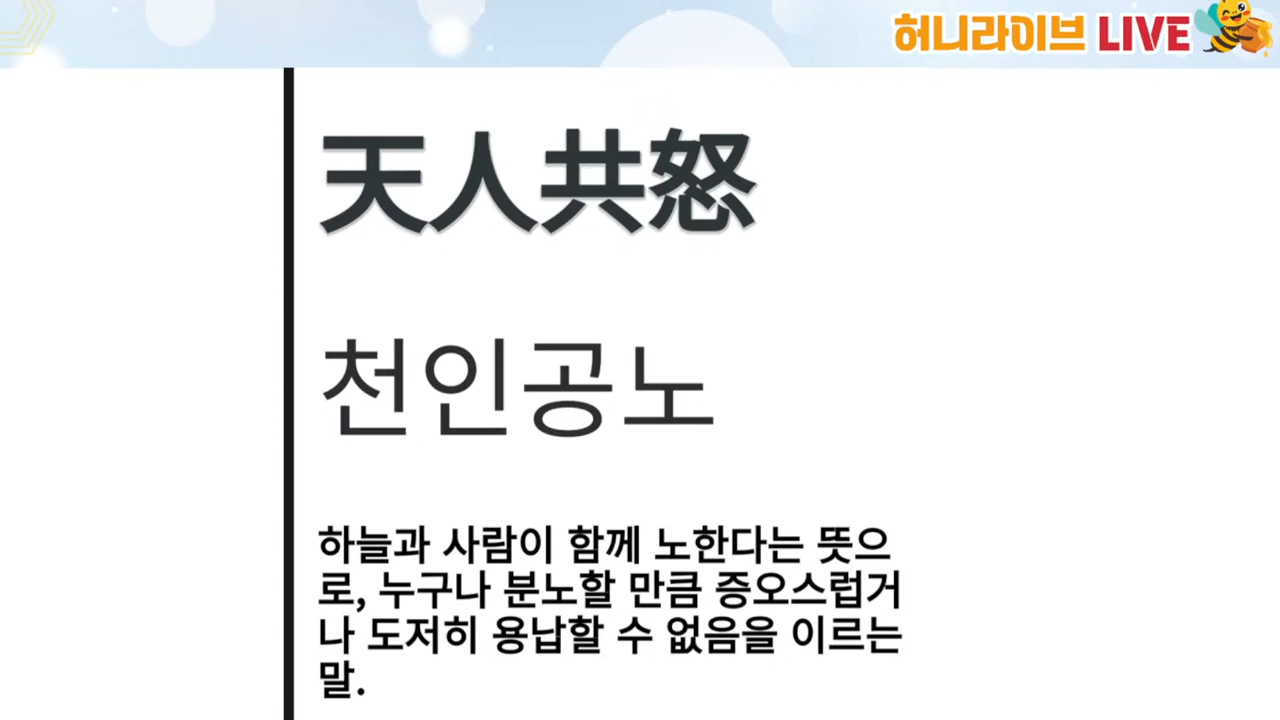 허니라이브 LIVE
天人共怒
천인공노
하늘과 사람이 함께 노한다는 뜻으
로, 누구나 분노할 만큼 증오스럽거
나 도저히 용납할 수 없음을 이르는
말.